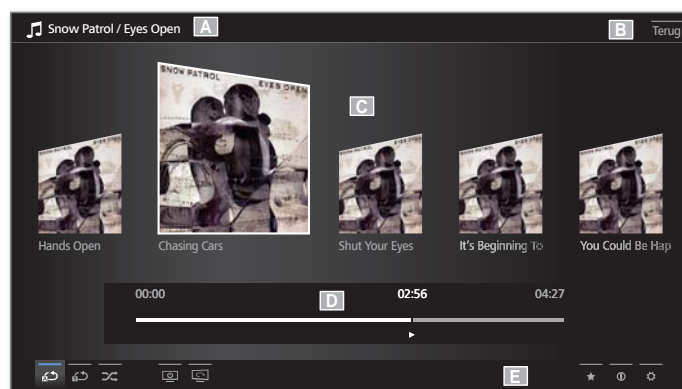 Snow Patrol / Eyes Open A
B Terug
C
SNOW PATROL EYES OPEN
Hands Open
Chasing Cars
Shut Your Eyes
It's Beginning To
You Could Be Hap
00:00 D 02:56 04:27
E